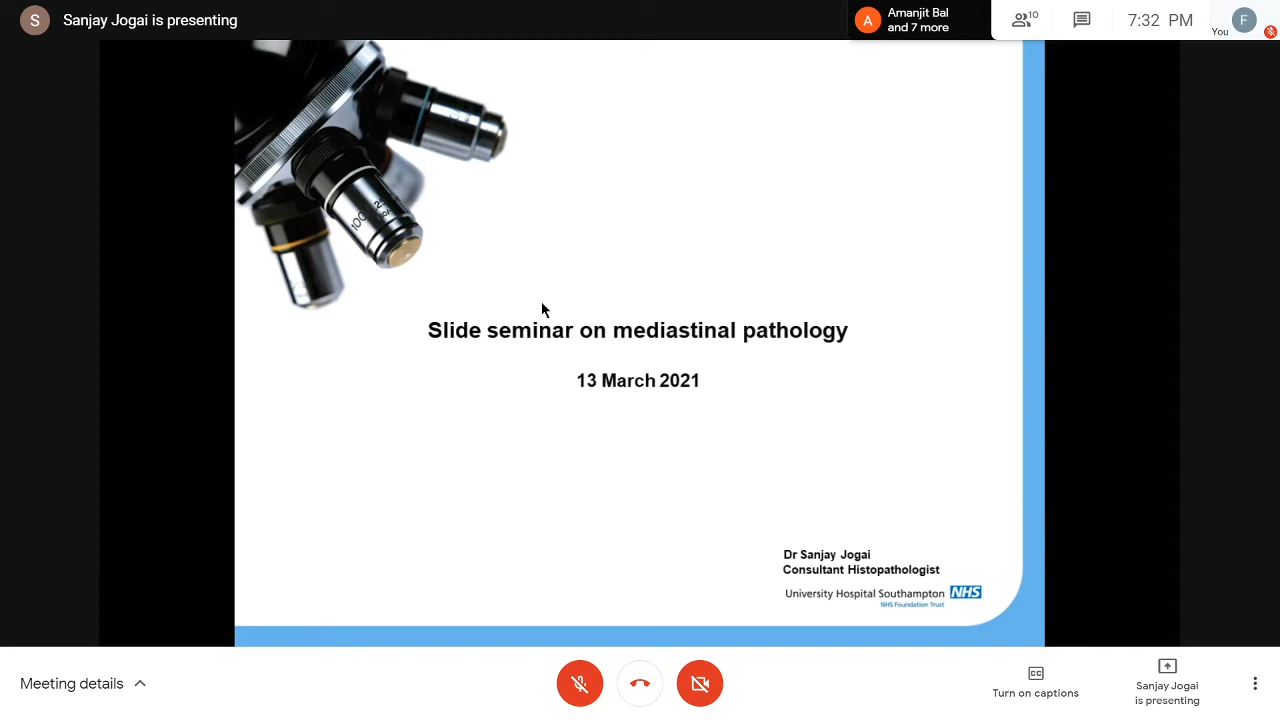 S
Sanjay Jogai is presenting
A
Amanjit Bal
and 7 more
10
7:32 PM
You
F
100
Slide seminar on mediastinal pathology
13 March 2021
Dr Sanjay Jogai
Consultant Histopathologist
University Hospital Southampton NHS
NHS Foundation Trust
Meeting details
CC
Turn on captions
Sanjay Jogai
is presenting